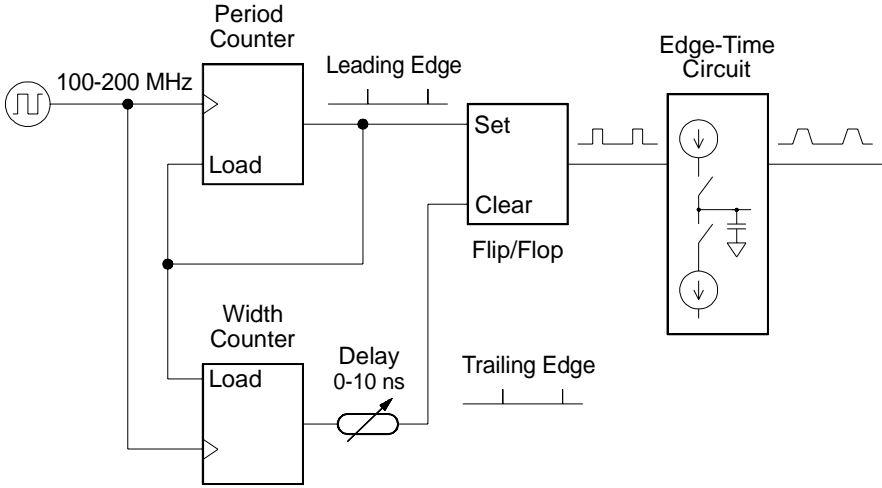 Period
Counter
100-200 MHz
Load
Leading Edge
Set
Clear
Flip/Flop
Edge-Time
Circuit
Width
Counter
Load
Delay
0-10 ns
Trailing Edge